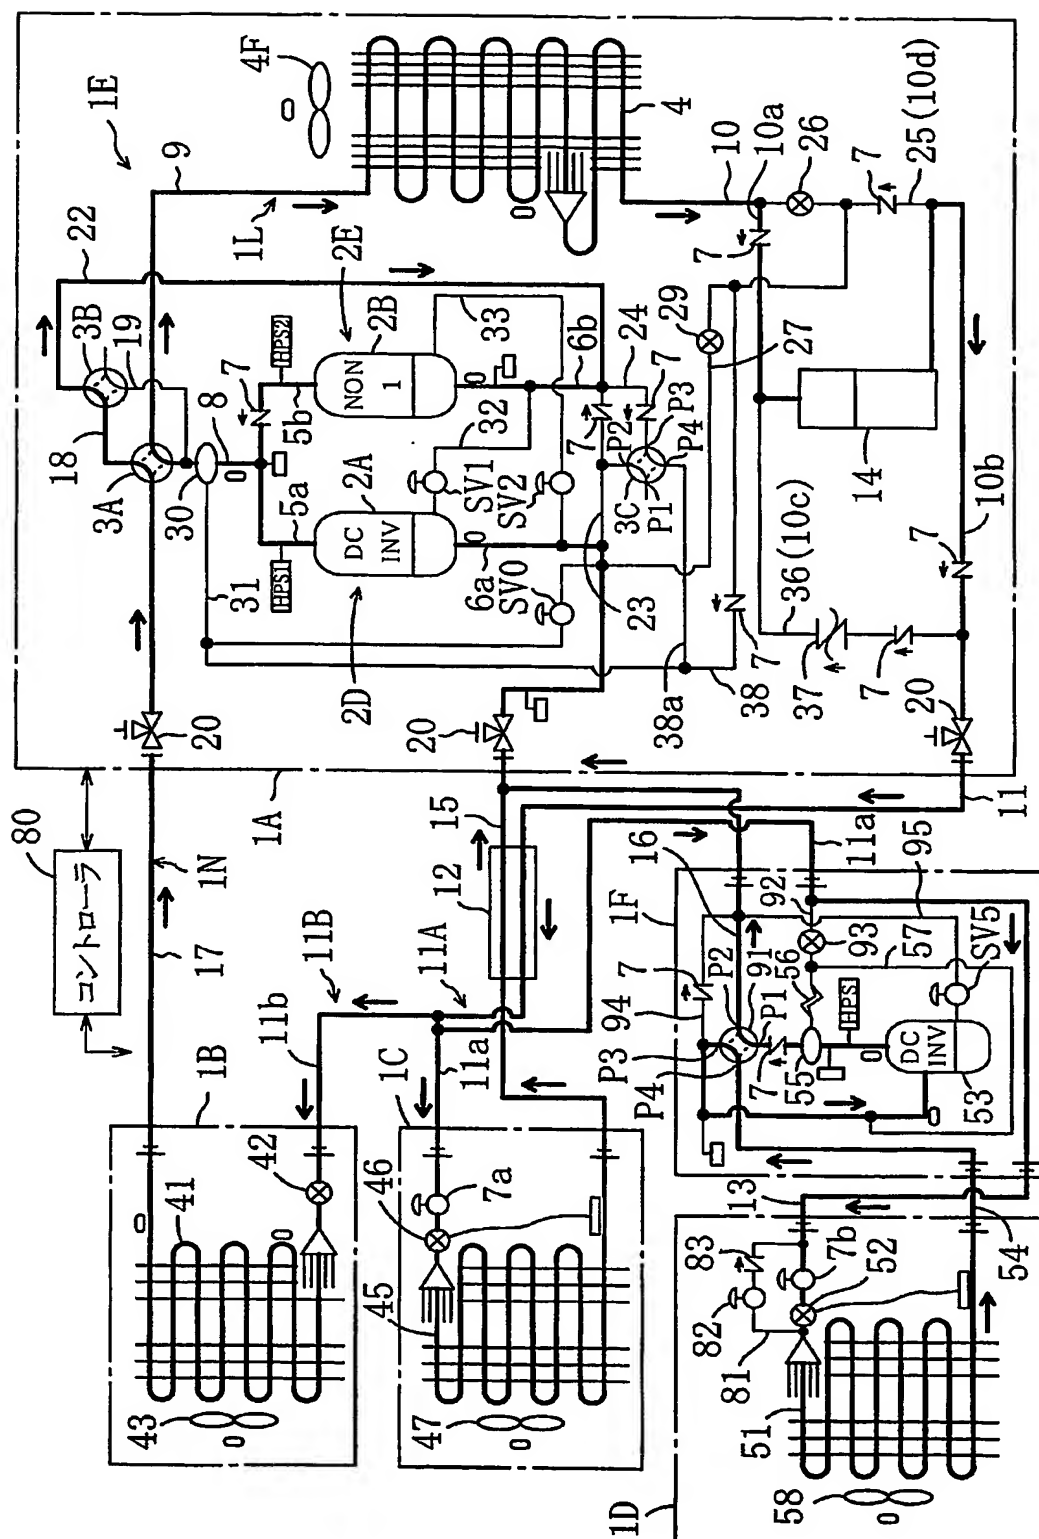 80
コントローラ
1B
43
41
42
11b
11B
17
1N
20
1A
3A
18
3B
22
19
9
1E
30
8
31
5a
7
5b
HPS1
HPS2
1L
4F
DC
INV
2A
NON
1
2B
2E
2D
6a
SV0
SV1
SV2
32
33
6b
4
47
45
46
7a
1C
11a
11A
12
15
20
23
7
24
7
P2
P3
3C
P1
P4
29
27
38a
38
7
10
10a
26
7
7
25(10d)
14
36(10c)
37
7
7
10b
20
11
1F
16
11a
92
95
7
94
P2
91
P3
P4
P1
7
56
93
57
55
HPS1
SV5
DC
INV
53
1D
58
51
81
82
83
13
7b
52
54